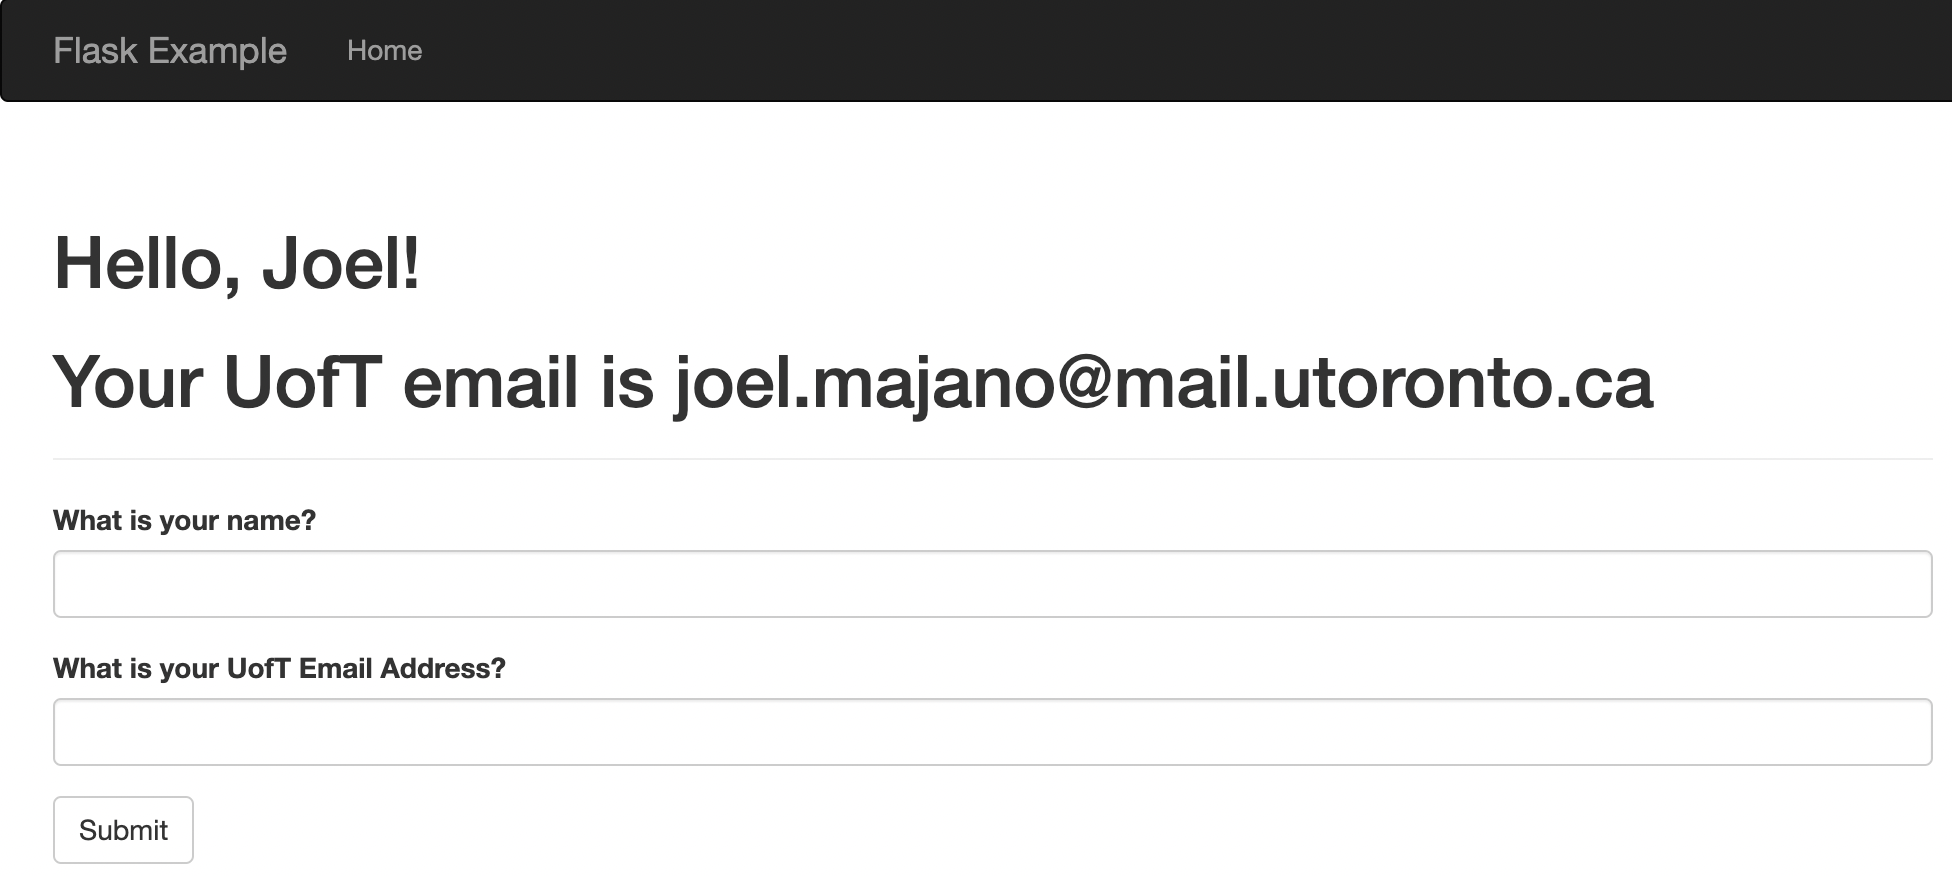 Flask Example Home
Hello, Joel!
Your UofT email is joel.majano@mail.utoronto.ca
What is your name?
What is your UofT Email Address?
Submit